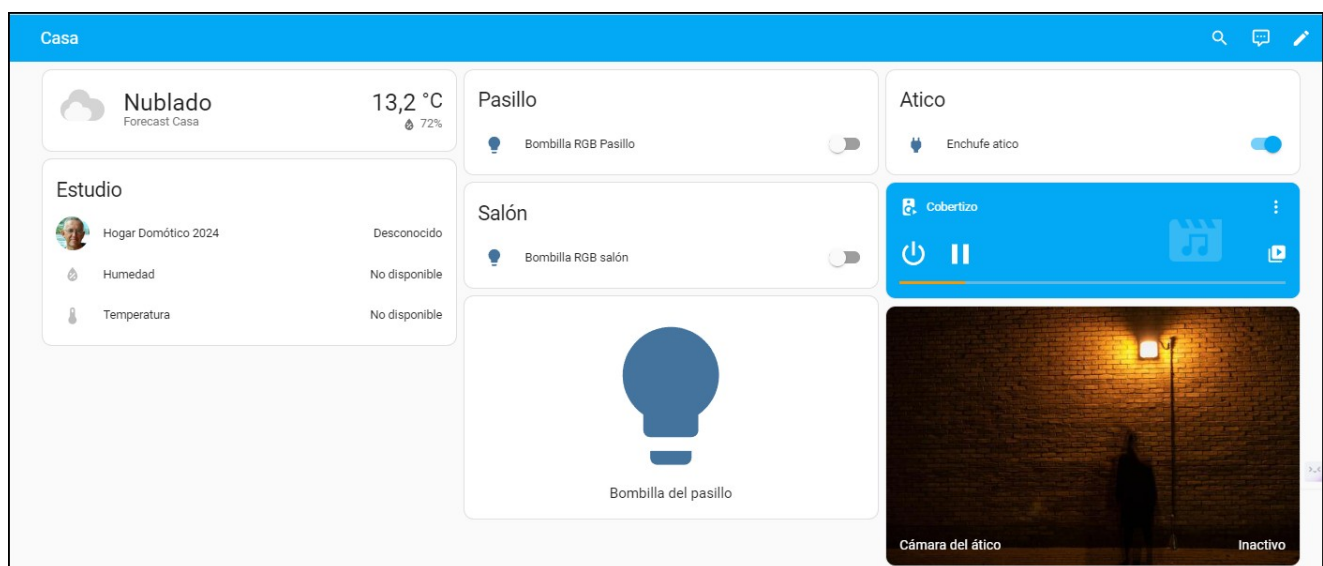 Casa
Nublado
Forecast Casa
13,2 °C
72%
Estudio
Hogar Domótico 2024 Desconocido
Humedad No disponible
Temperatura No disponible
Pasillo
Bombilla RGB Pasillo
Salón
Bombilla RGB salón
Bombilla del pasillo
Atico
Enchufe atico
Cobertizo
Cámara del ático Inactivo